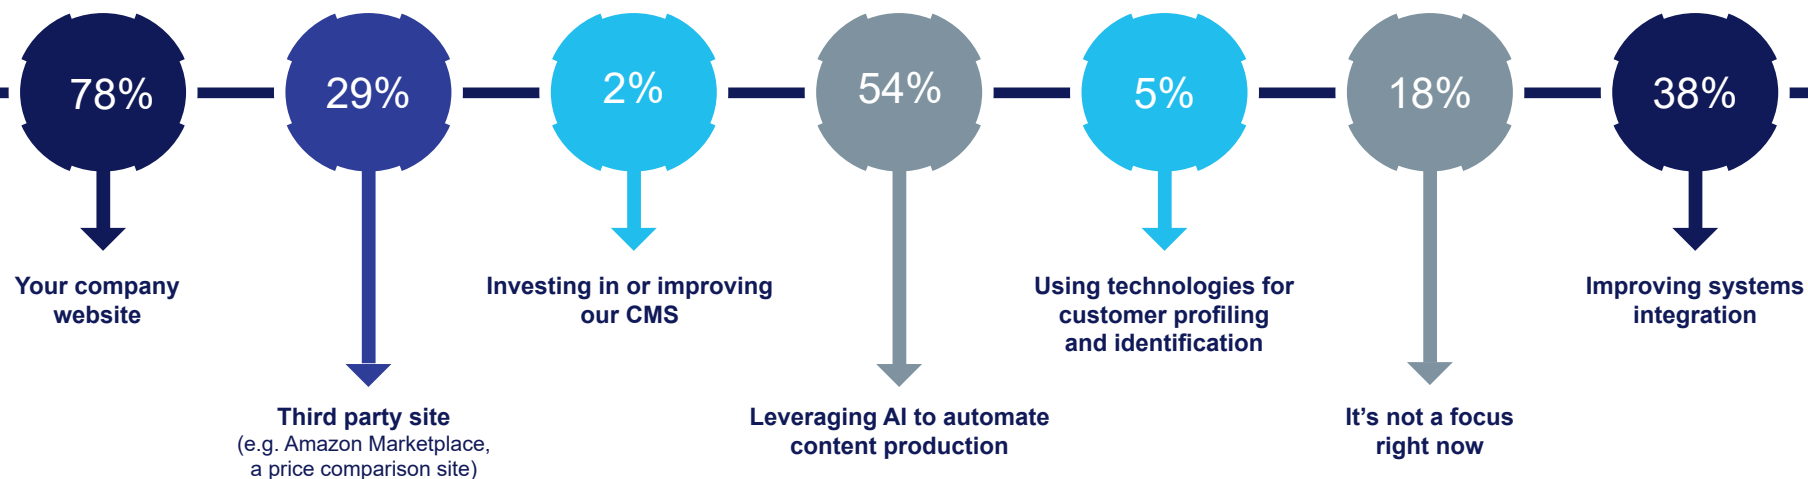 78%
29%
2%
54%
5%
18%
38%
Your company
website
Third party site
(e.g. Amazon Marketplace,
a price comparison site)
Investing in or improving
our CMS
Leveraging AI to automate
content production
Using technologies for
customer profiling
and identification
It’s not a focus
right now
Improving systems
integration